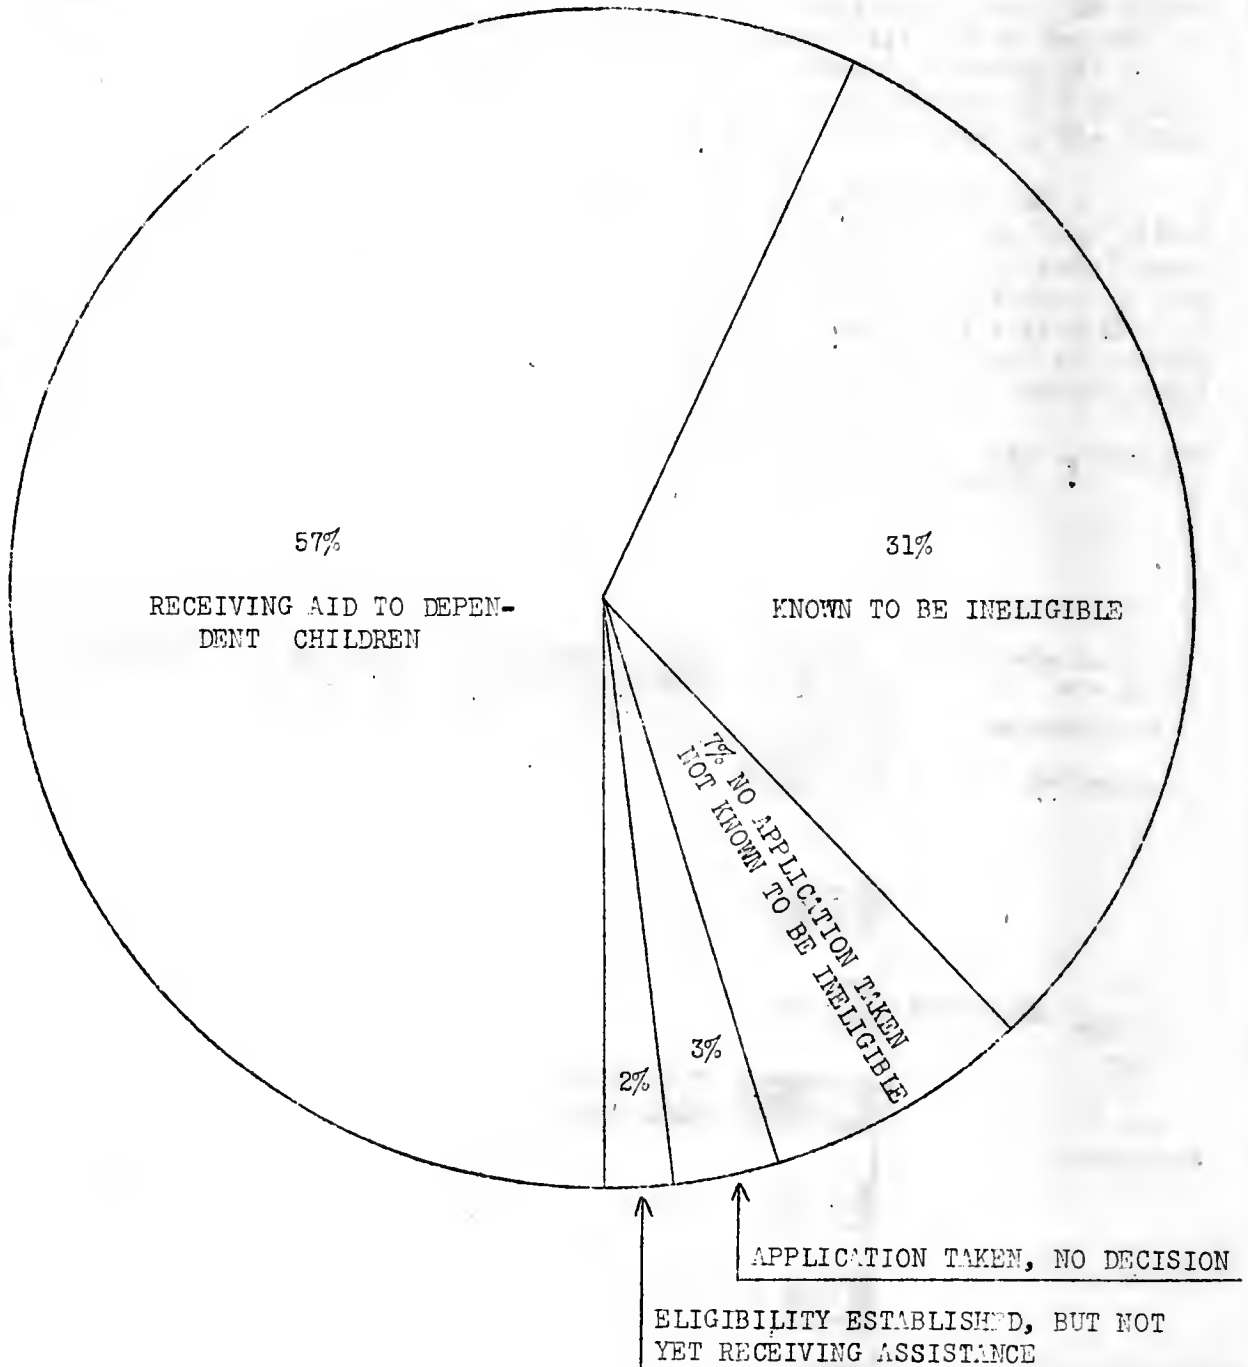 57%
RECEIVING AID TO DEPEN-
DENT CHILDREN
31%
KNOWN TO BE INELIGIBLE
7% NO APPLICATION TAKEN
NOT KNOWN TO BE INELIGIBLE
3%
2%
APPLICATION TAKEN, NO DECISION
ELIGIBILITY ESTABLISHED, BUT NOT
YET RECEIVING ASSISTANCE